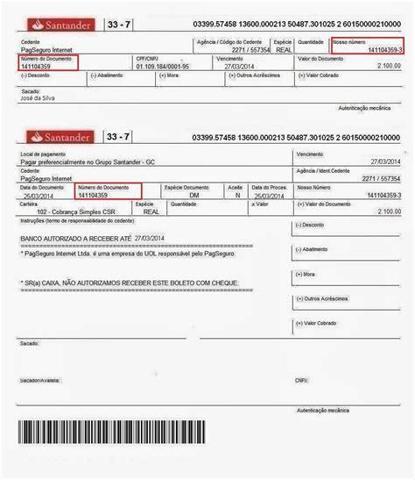 Santander 33 - 7 03399.57458 13600.000213 50487.301025 2 60150000210000
Cedente Agência / Código do Cedente Espécie Quantidade Nosso número
PagSeguro Internet 2271 / 557354 REAL 141104359-3
Número do Documento CPF/CNPJ Vencimento Valor do Documento
141104359 01.109.184/0001-95 27/03/2014 2.100.00
(-) Desconto (-) Abatimento (+) Mora (+) Outros Acréscimos (+) Valor Cobrado
Sacado:
José da Silva
Autenticação mecânica
Santander 33 - 7 03399.57458 13600.000213 50487.301025 2 60150000210000
Local de pagamento Vencimento
Pagar preferencialmente no Grupo Santander - GC 27/03/2014
Cedente Agência / Ident.Cedente
PagSeguro Internet 2271 / 557354
Data do Documento Número do Documento Espécie Documento Aceite Data do Proces. Nosso Número
25/03/2014 141104359 DM N 25/03/2014 141104359-3
Carteira Espécie Quantidade x Valor (+) Valor do Documento
102 - Cobrança Simples CSR REAL 2.100,00
Instruções (termo de responsabilidade do cedente) (-) Desconto
BANCO AUTORIZADO A RECEBER ATÉ 27/03/2014
(-) Abatimento
* PagSeguro Internet Ltda. é uma empresa do UOL responsável pelo PagSeguro
(+) Mora
* SR(a) CAIXA, NÃO AUTORIZAMOS RECEBER ESTE BOLETO COM CHEQUE.
(+) Outros Acréscimos
(+) Valor Cobrado
Sacado:
Sacador/Avalista: CNPJ:
Autenticação mecânica